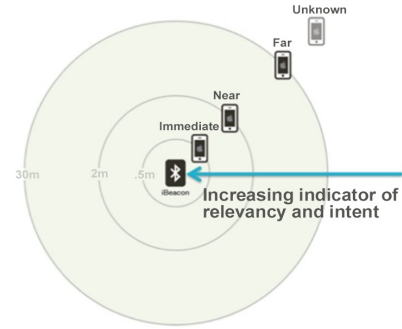 Unknown
Far
Near
Immediate
30m 2m .5m
iBeacon
Increasing indicator of
relevancy and intent